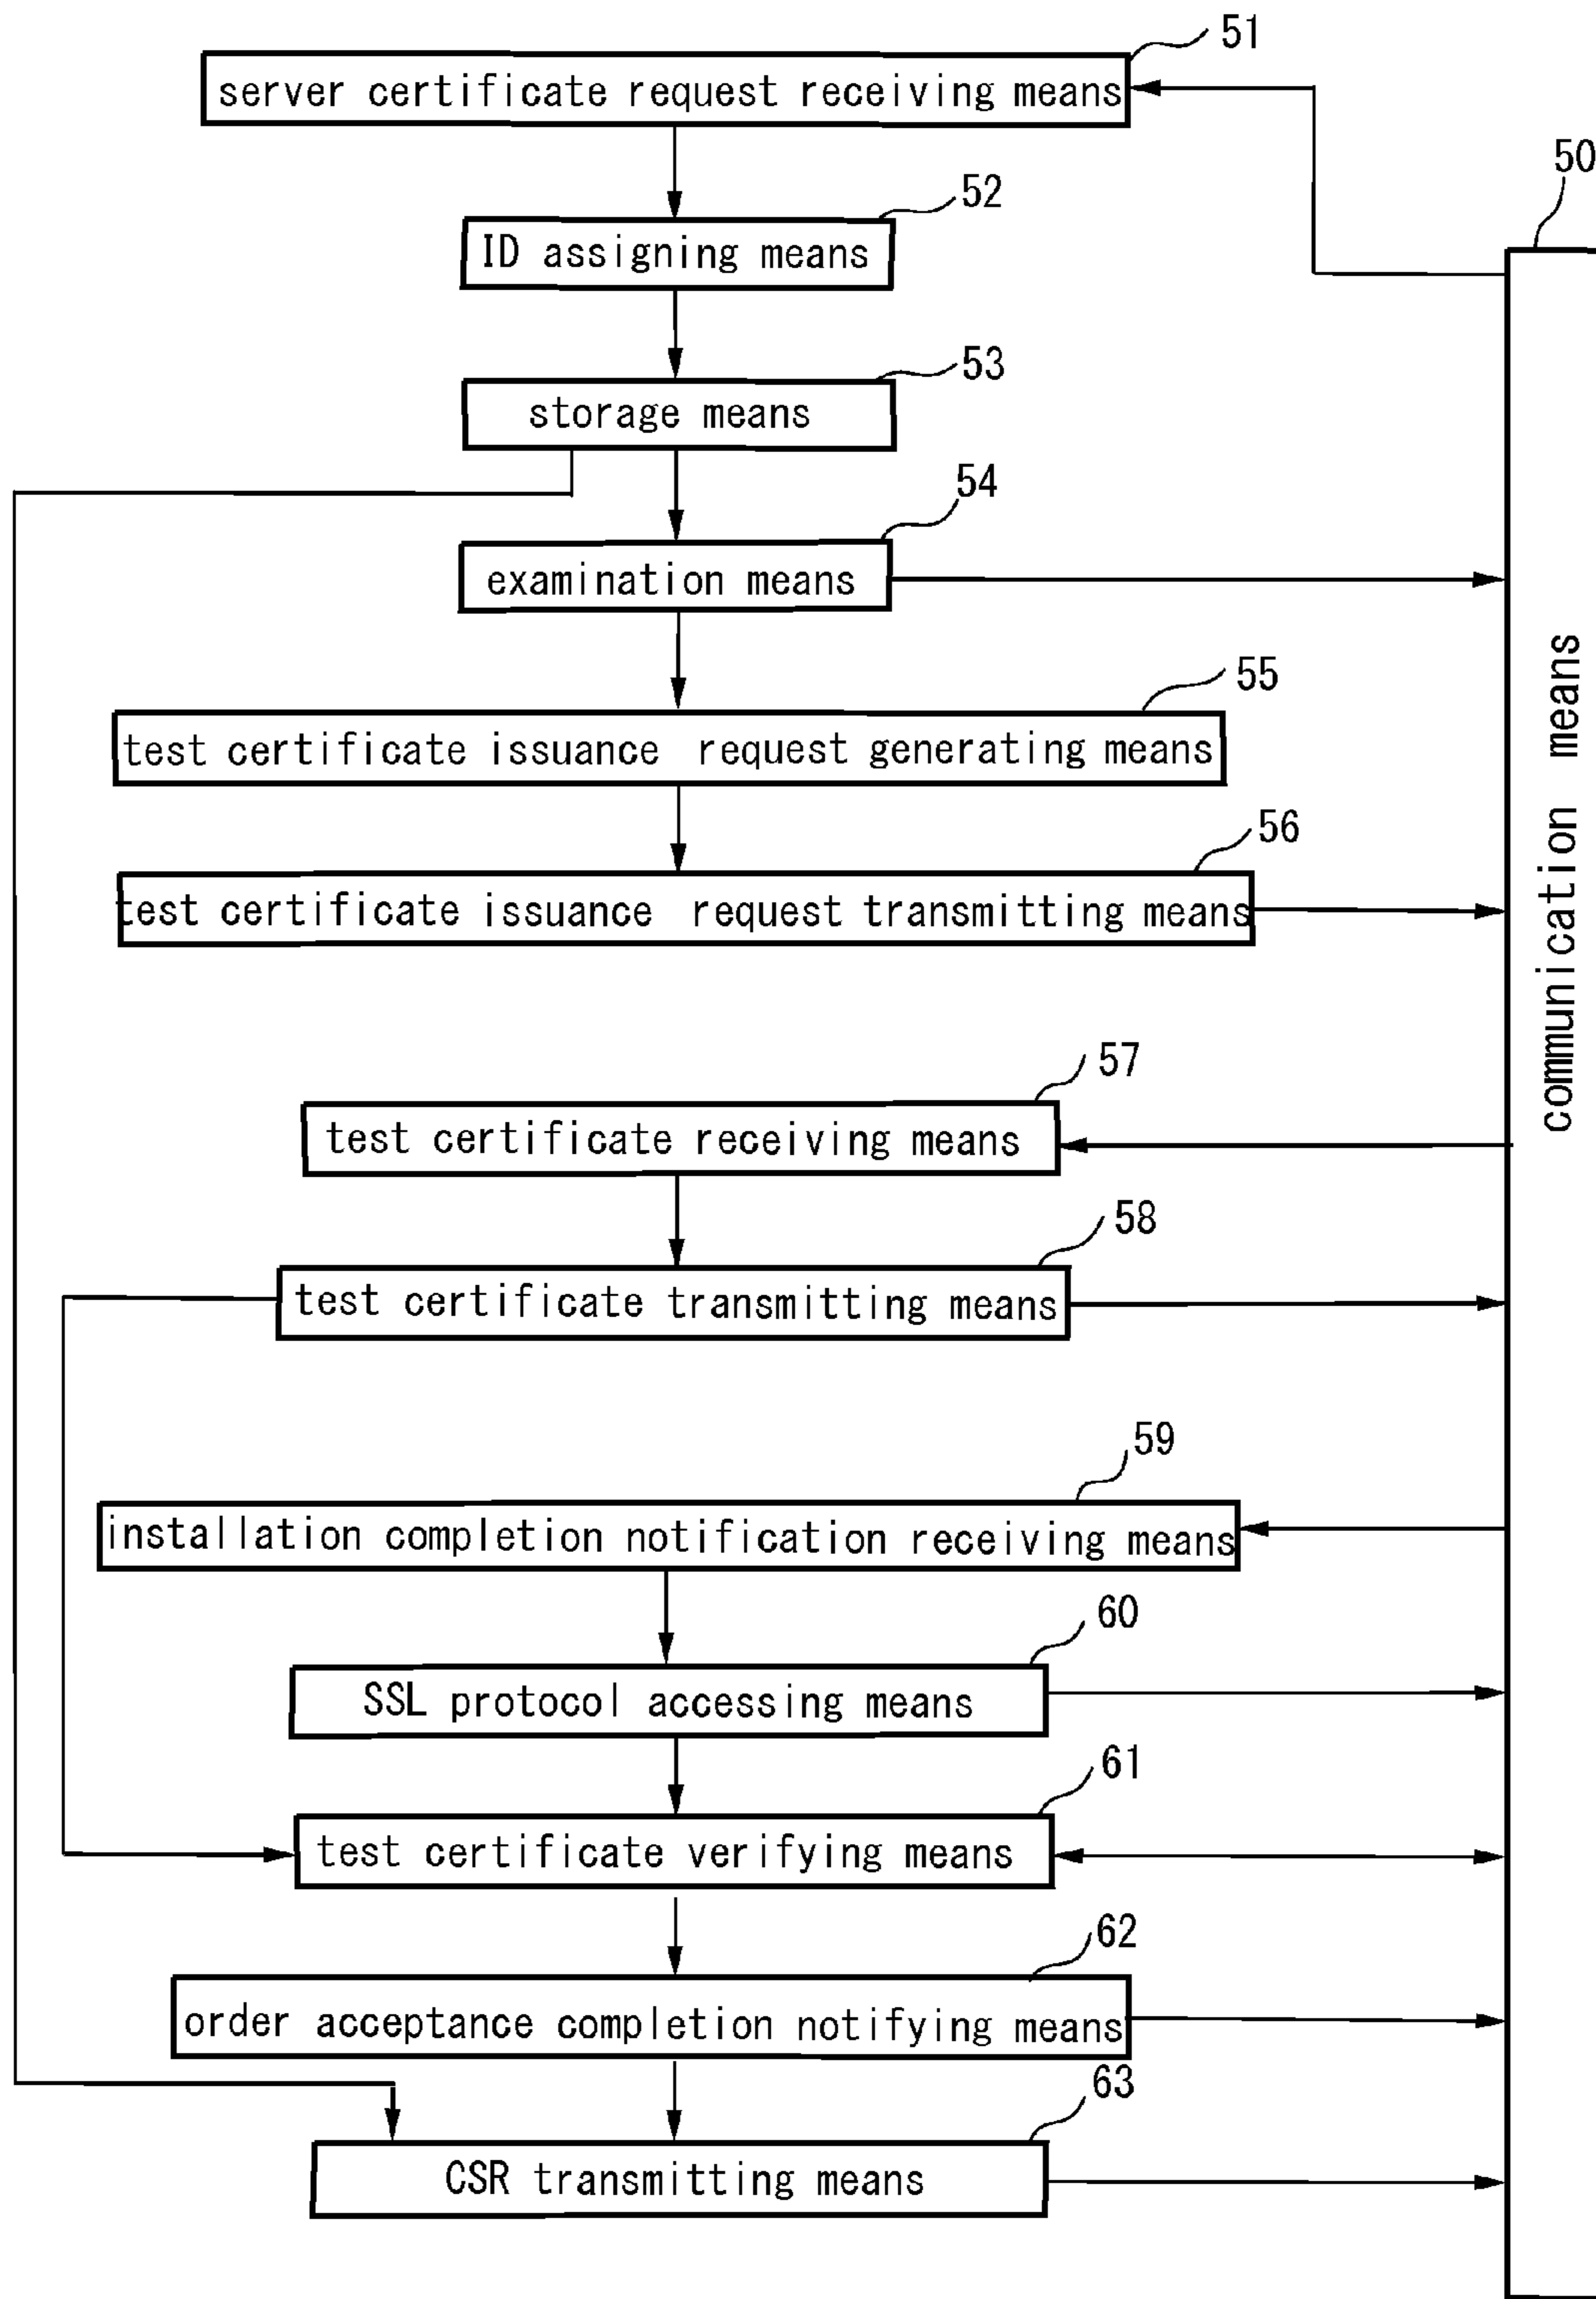 51
server certificate request receiving means
50
52
ID assigning means
53
storage means
54
examination means
communication means
55
test certificate issuance request generating means
56
test certificate issuance request transmitting means
57
test certificate receiving means
58
test certificate transmitting means
59
installation completion notification receiving means
60
SSL protocol accessing means
61
test certificate verifying means
62
order acceptance completion notifying means
63
CSR transmitting means